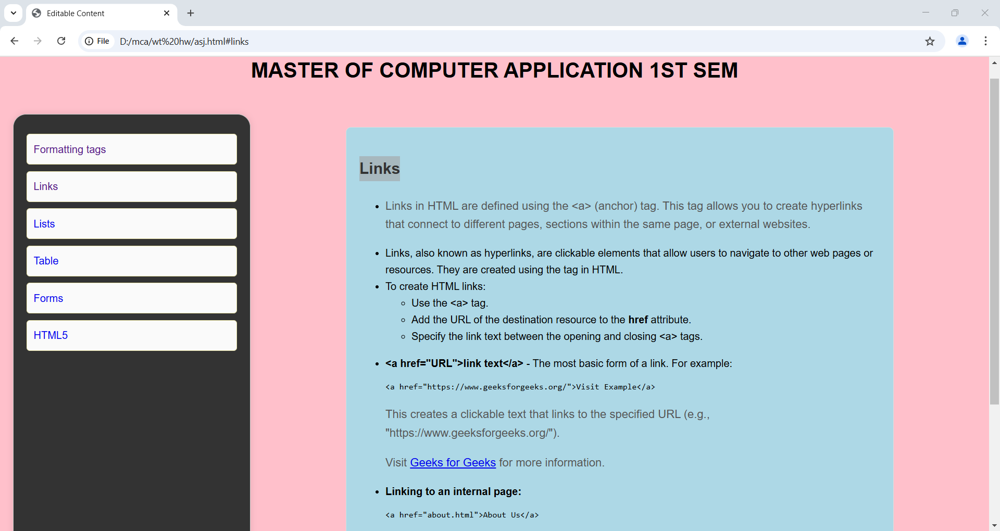 Editable Content
File D:/mca/wt%20hw/asj.html#links
MASTER OF COMPUTER APPLICATION 1ST SEM
Formatting tags
Links
Lists
Table
Forms
HTML5
Links
Links in HTML are defined using the <a> (anchor) tag. This tag allows you to create hyperlinks
that connect to different pages, sections within the same page, or external websites.
Links, also known as hyperlinks, are clickable elements that allow users to navigate to other web pages or
resources. They are created using the tag in HTML.
To create HTML links:
Use the <a> tag.
Add the URL of the destination resource to the href attribute.
Specify the link text between the opening and closing <a> tags.
<a href="URL">link text</a> - The most basic form of a link. For example:
<a href="https://www.geeksforgeeks.org/">Visit Example</a>
This creates a clickable text that links to the specified URL (e.g.,
"https://www.geeksforgeeks.org/").
Visit Geeks for Geeks for more information.
Linking to an internal page:
<a href="about.html">About Us</a>